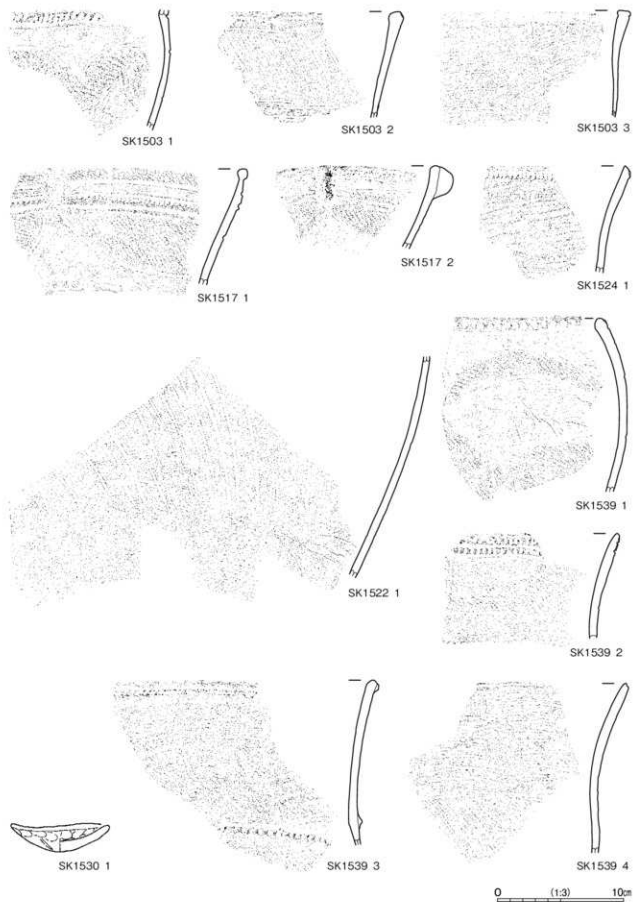 SK1503 1
SK1503 2
SK1503 3
SK1517 1
SK1517 2
SK1524 1
SK1522 1
SK1539 1
SK1539 2
SK1530 1
SK1539 3
SK1539 4
0 (1:3) 10cm